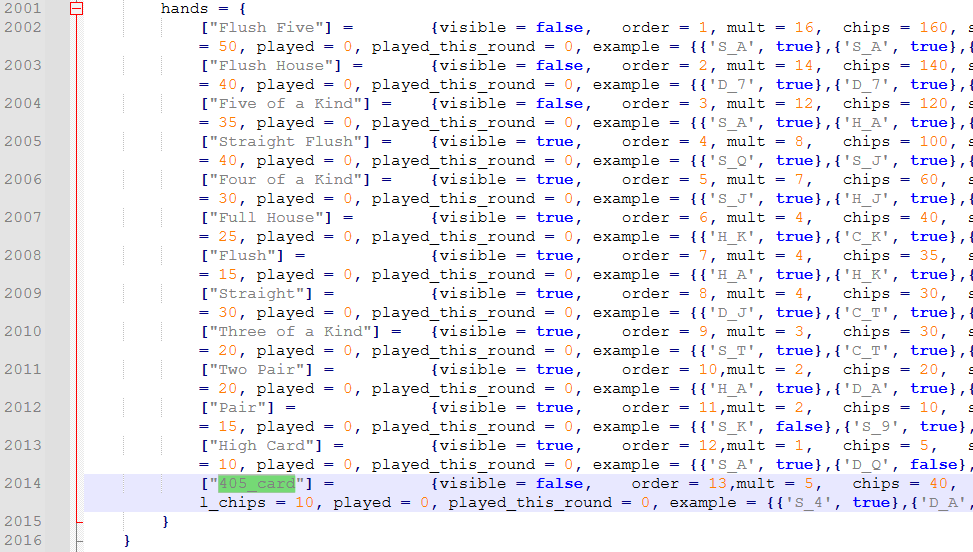 2001 hands = {
2002 ["Flush Five"] = {visible = false, order = 1, mult = 16, chips = 160, s
= 50, played = 0, played_this_round = 0, example = {{'S_A', true},{'S_A', true},{
2003 ["Flush House"] = {visible = false, order = 2, mult = 14, chips = 140, s
= 40, played = 0, played_this_round = 0, example = {{'D_7', true},{'D_7', true},{
2004 ["Five of a Kind"] = {visible = false, order = 3, mult = 12, chips = 120, s
= 35, played = 0, played_this_round = 0, example = {{'S_A', true},{'H_A', true},{
2005 ["Straight Flush"] = {visible = true, order = 4, mult = 8, chips = 100, s
= 40, played = 0, played_this_round = 0, example = {{'S_Q', true},{'S_J', true},{
2006 ["Four of a Kind"] = {visible = true, order = 5, mult = 7, chips = 60, s
= 30, played = 0, played_this_round = 0, example = {{'S_J', true},{'H_J', true},{
2007 ["Full House"] = {visible = true, order = 6, mult = 4, chips = 40, s
= 25, played = 0, played_this_round = 0, example = {{'H_K', true},{'C_K', true},{
2008 ["Flush"] = {visible = true, order = 7, mult = 4, chips = 35, s
= 15, played = 0, played_this_round = 0, example = {{'H_A', true},{'H_K', true},{
2009 ["Straight"] = {visible = true, order = 8, mult = 4, chips = 30, s
= 30, played = 0, played_this_round = 0, example = {{'D_J', true},{'C_T', true},{
2010 ["Three of a Kind"] = {visible = true, order = 9, mult = 3, chips = 30, s
= 20, played = 0, played_this_round = 0, example = {{'S_T', true},{'C_T', true},{
2011 ["Two Pair"] = {visible = true, order = 10,mult = 2, chips = 20, s
= 20, played = 0, played_this_round = 0, example = {{'H_A', true},{'D_A', true},{
2012 ["Pair"] = {visible = true, order = 11,mult = 2, chips = 10, s
= 15, played = 0, played_this_round = 0, example = {{'S_K', false},{'S_9', true},
2013 ["High Card"] = {visible = true, order = 12,mult = 1, chips = 5, s
= 10, played = 0, played_this_round = 0, example = {{'S_A', true},{'D_Q', false},
2014 ["405_card"] = {visible = false, order = 13,mult = 5, chips = 40,
l_chips = 10, played = 0, played_this_round = 0, example = {{'S_4', true},{'D_A',
2015 }
2016 }